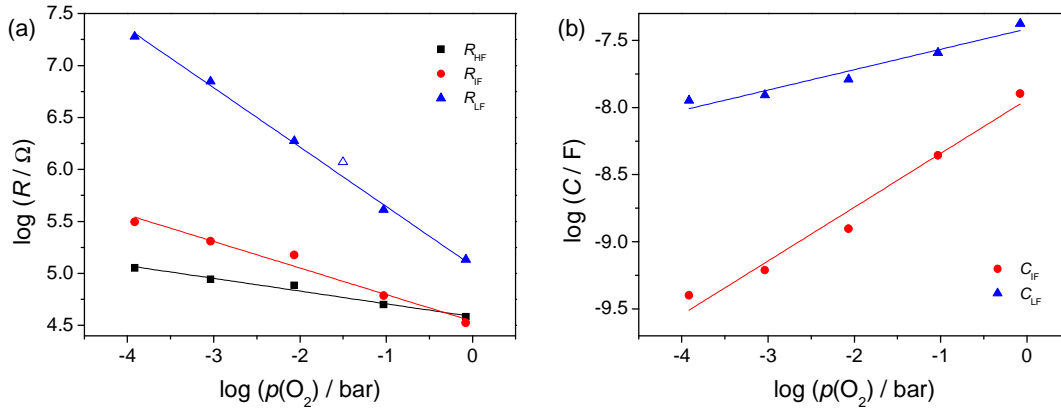 (a)
7.5
7.0
6.5
6.0
5.5
5.0
4.5
log (R / Ω)
R_HF
R_IF
R_LF
-4 -3 -2 -1 0
log (p(O₂) / bar)
(b)
-7.5
-8.0
-8.5
-9.0
-9.5
log (C / F)
C_IF
C_LF
-4 -3 -2 -1 0
log (p(O₂) / bar)